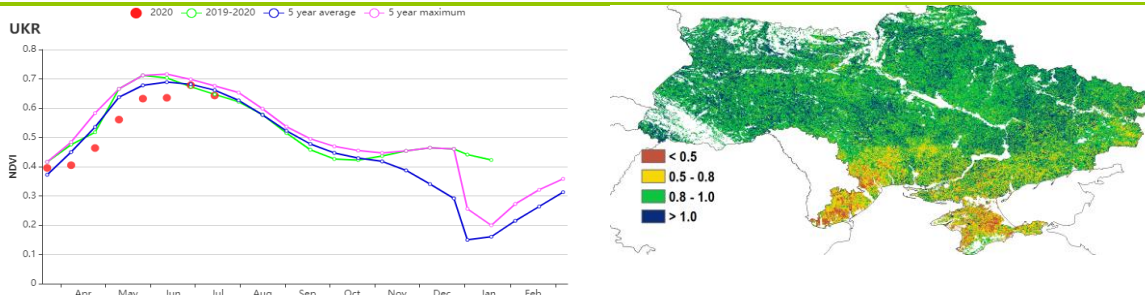 2020 2019-2020 5 year average 5 year maximum
UKR
0.8
0.7
0.6
0.5
0.4
0.3
0.2
0.1
0
NDVI
Apr May Jun Jul Aug Sep Oct Nov Dec Jan Feb
< 0.5
0.5 - 0.8
0.8 - 1.0
> 1.0